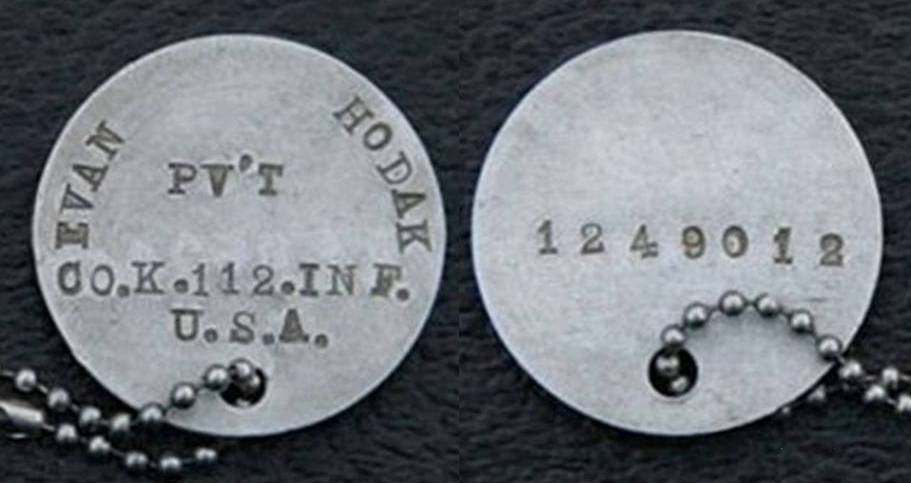 EVAN HODAK
PV'T
CO.K.112.INF.
U.S.A.
1249012